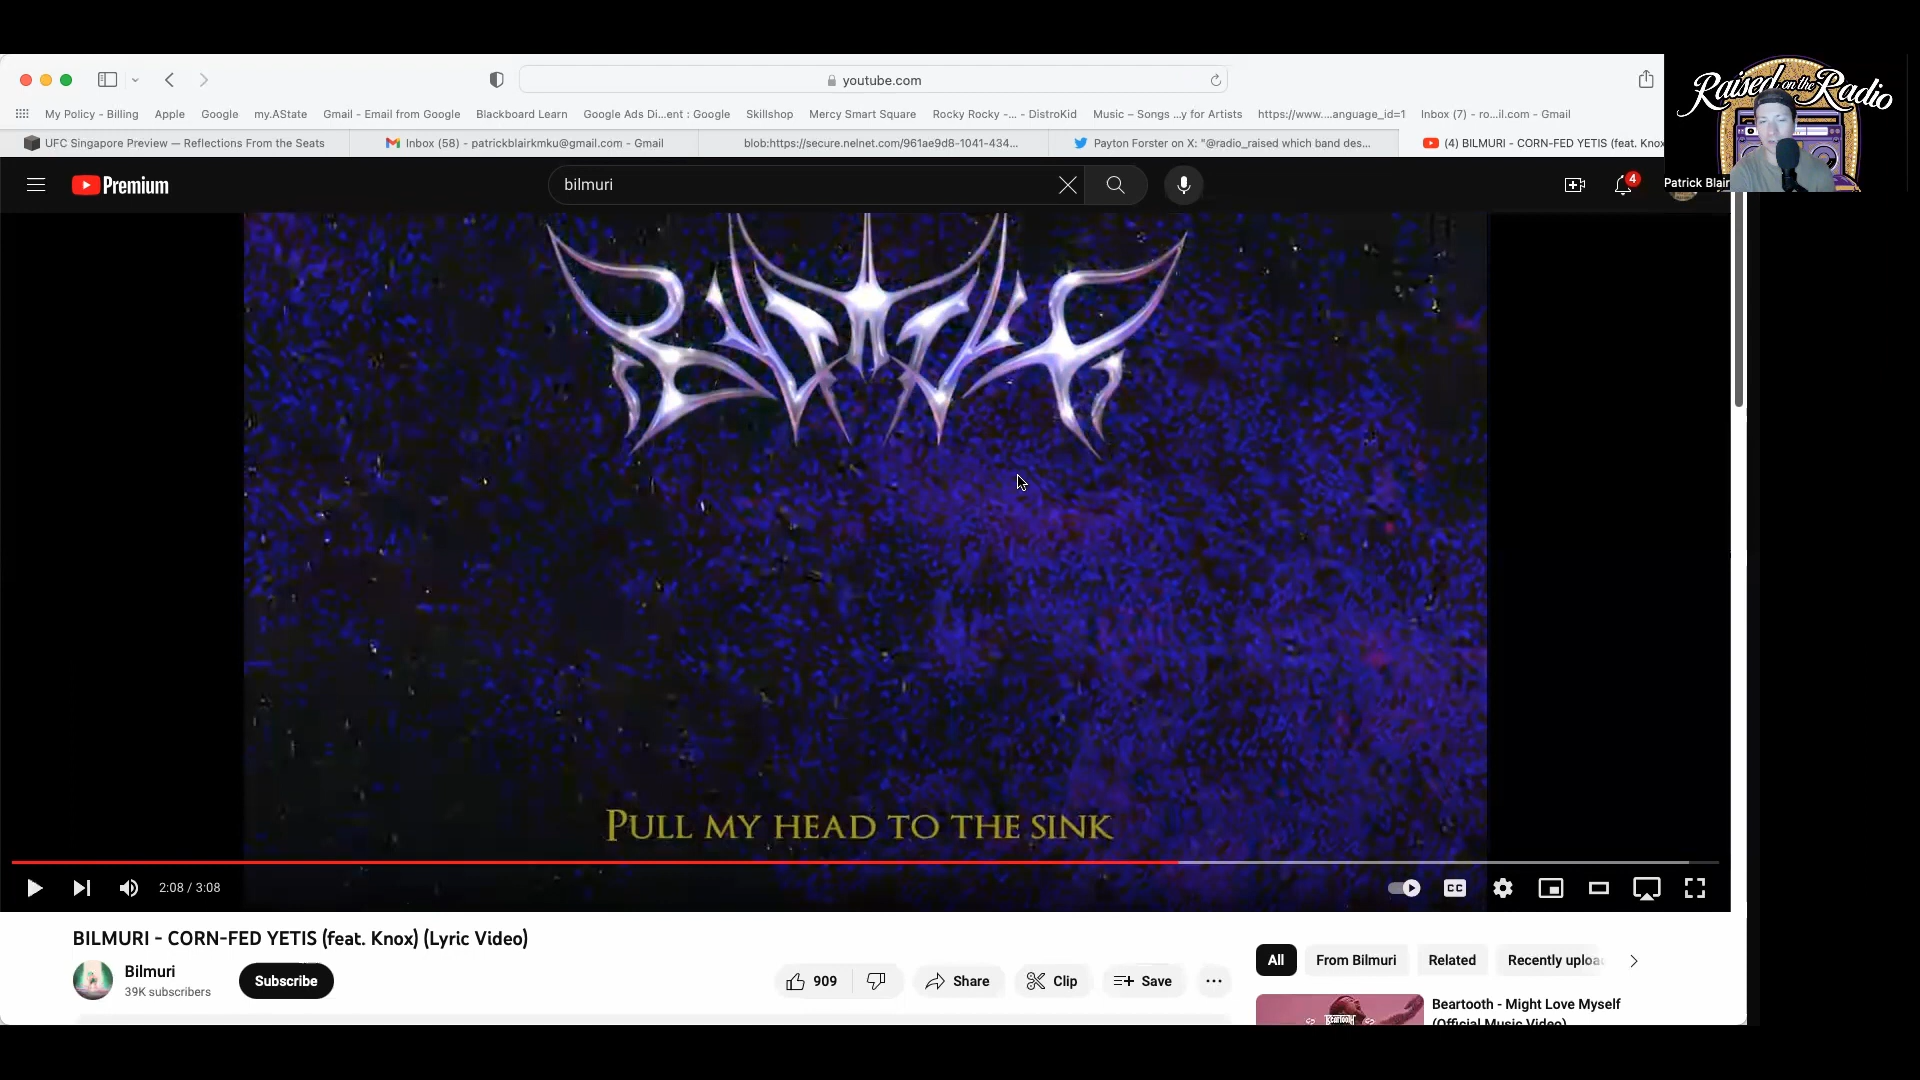 youtube.com
Raised on the Radio
My Policy - Billing Apple Google my.AState Gmail - Email from Google Blackboard Learn Google Ads Di...ent : Google Skillshop Mercy Smart Square Rocky Rocky -... - DistroKid Music – Songs ...y for Artists https://www....anguage_id=1 Inbox (7) - ro...il.com - Gmail
UFC Singapore Preview — Reflections From the Seats Inbox (58) - patrickblairkmku@gmail.com - Gmail blob:https://secure.nelnet.com/961ae9d8-1041-434... Payton Forster on X: "@radio_raised which band des... (4) BILMURI - CORN-FED YETIS (feat. Knox
Premium bilmuri 4 Patrick Blair
PULL MY HEAD TO THE SINK
2:08 / 3:08 CC
BILMURI - CORN-FED YETIS (feat. Knox) (Lyric Video)
Bilmuri
39K subscribers
Subscribe 909 Share Clip Save
All From Bilmuri Related Recently uploa
Beartooth - Might Love Myself
(Official Music Video)
BEARTOOTH